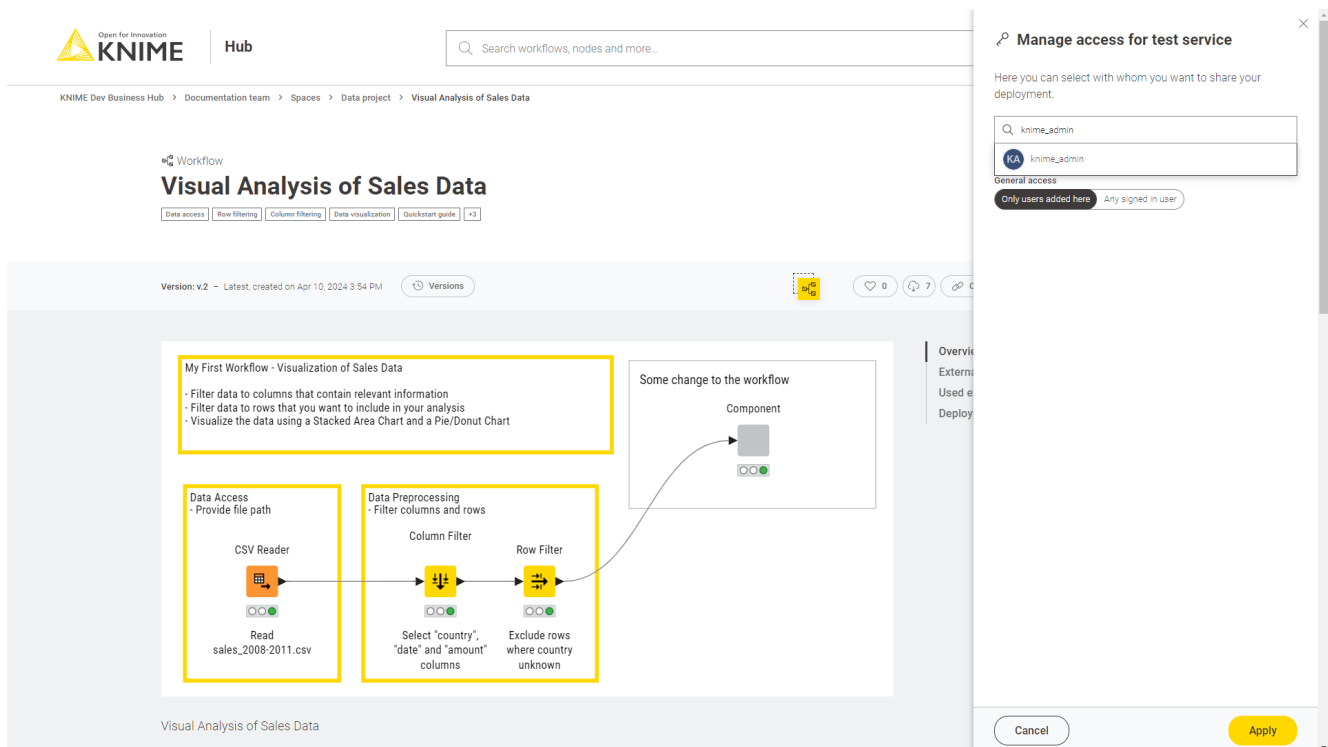 Open for Innovation
KNIME
Hub
Search workflows, nodes and more...
KNIME Dev Business Hub > Documentation team > Spaces > Data project > Visual Analysis of Sales Data
Workflow
Visual Analysis of Sales Data
Data access Row filtering Column filtering Data visualization Quickstart guide +3
Version: v.2 – Latest, created on Apr 10, 2024 3:54 PM
Versions
0
7
My First Workflow - Visualization of Sales Data
- Filter data to columns that contain relevant information
- Filter data to rows that you want to include in your analysis
- Visualize the data using a Stacked Area Chart and a Pie/Donut Chart
Some change to the workflow
Component
Data Access
- Provide file path
CSV Reader
Read
sales_2008-2011.csv
Data Preprocessing
- Filter columns and rows
Column Filter
Select "country",
"date" and "amount"
columns
Row Filter
Exclude rows
where country
unknown
Visual Analysis of Sales Data
Overvie
Externa
Used e
Deploy
Manage access for test service
Here you can select with whom you want to share your
deployment.
knime_admin
KA knime_admin
General access
Only users added here Any signed in user
Cancel
Apply